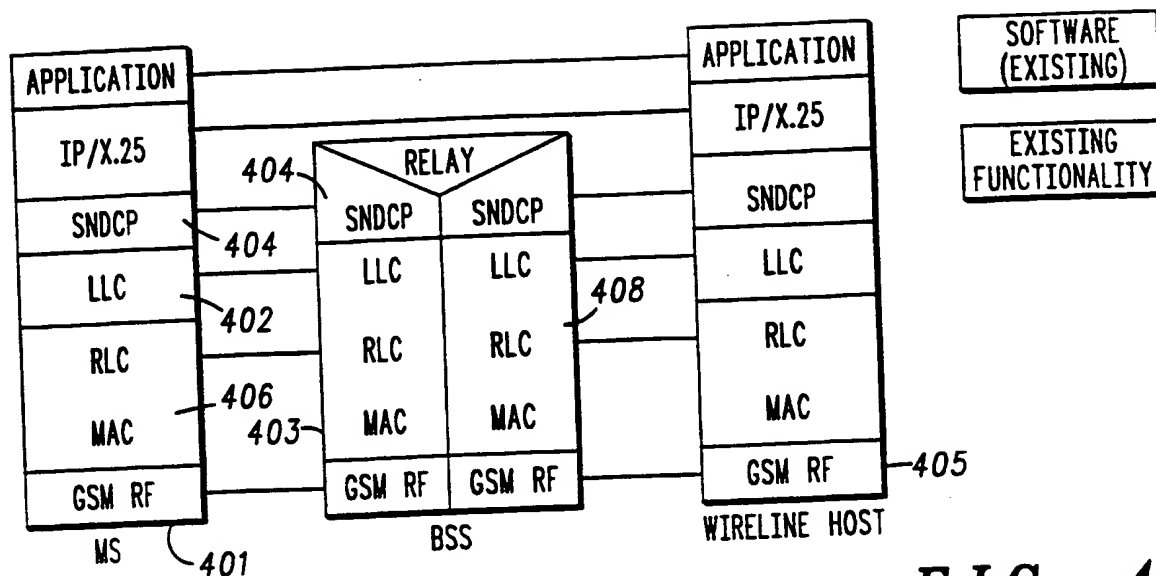 APPLICATION
IP/X.25
SNDCP
404
LLC
402
RLC
406
MAC
GSM RF
MS
401
RELAY
404
SNDCP
SNDCP
LLC
LLC
408
RLC
RLC
403
MAC
MAC
GSM RF
GSM RF
BSS
APPLICATION
IP/X.25
SNDCP
LLC
RLC
MAC
GSM RF
405
WIRELINE HOST
SOFTWARE
(EXISTING)
EXISTING
FUNCTIONALITY